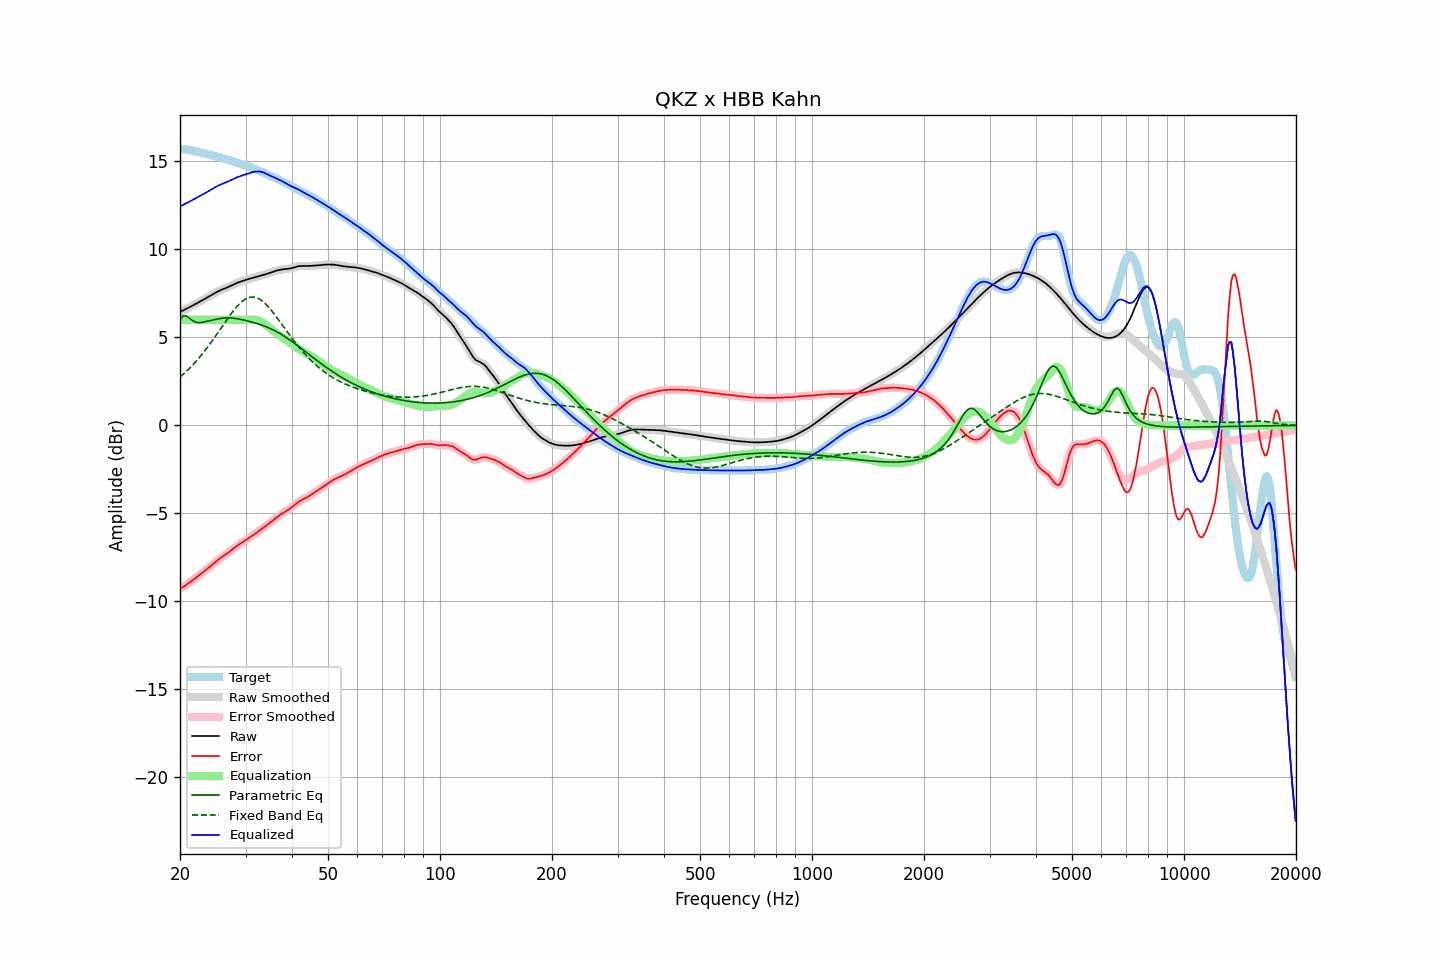 QKZ x HBB Kahn
Amplitude (dBr)
15
10
5
0
−5
−10
−15
−20
Target
Raw Smoothed
Error Smoothed
Raw
Error
Equalization
Parametric Eq
Fixed Band Eq
Equalized
20 50 100 200 500 1000 2000 5000 10000 20000
Frequency (Hz)